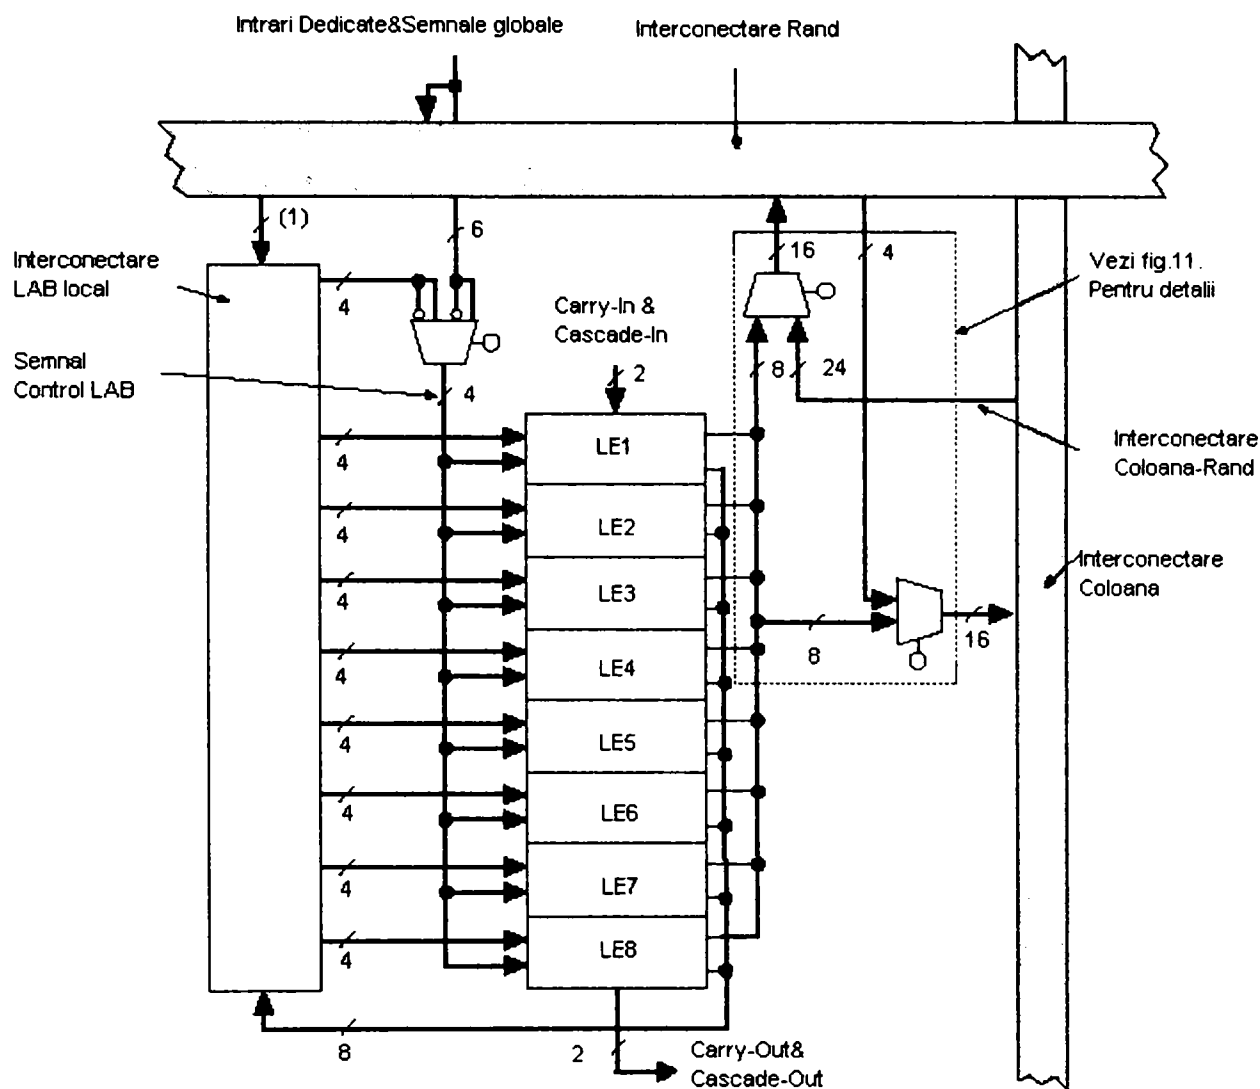 Intrari Dedicate&Semnale globale
Interconectare Rand
(1)
6
16
4
Interconectare
LAB local
4
Vezi fig.11.
Pentru detalii
Carry-In &
Cascade-In
Semnal
Control LAB
4
2
8
24
Interconectare
Coloana-Rand
4
LE1
4
LE2
4
LE3
Interconectare
Coloana
4
LE4
8
16
4
LE5
4
LE6
4
LE7
4
LE8
8
2
Carry-Out&
Cascade-Out